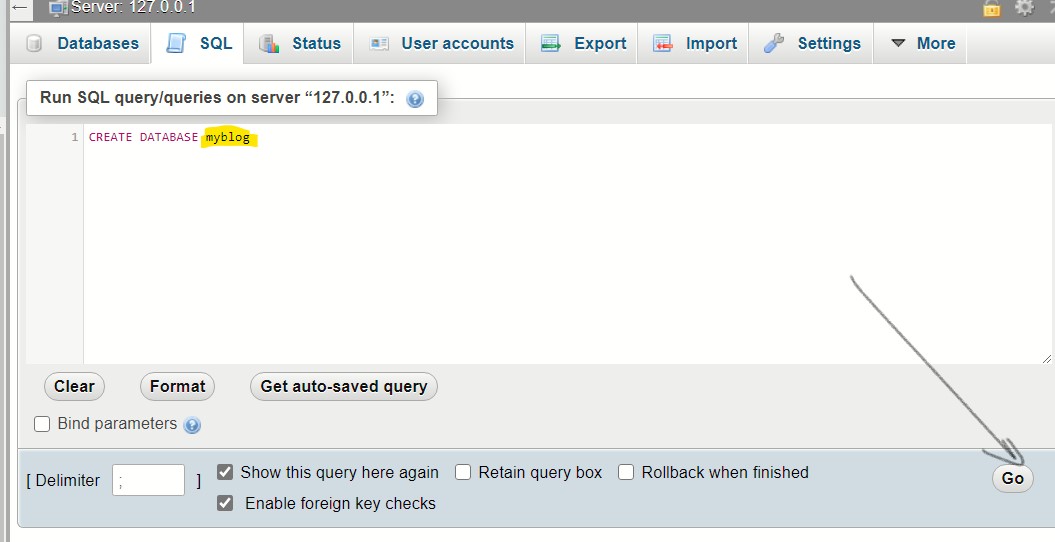 Server: 127.0.0.1
Databases SQL Status User accounts Export Import Settings More
Run SQL query/queries on server “127.0.0.1”:
1 CREATE DATABASE myblog
Clear Format Get auto-saved query
Bind parameters
[ Delimiter ; ] Show this query here again Retain query box Rollback when finished Go
Enable foreign key checks